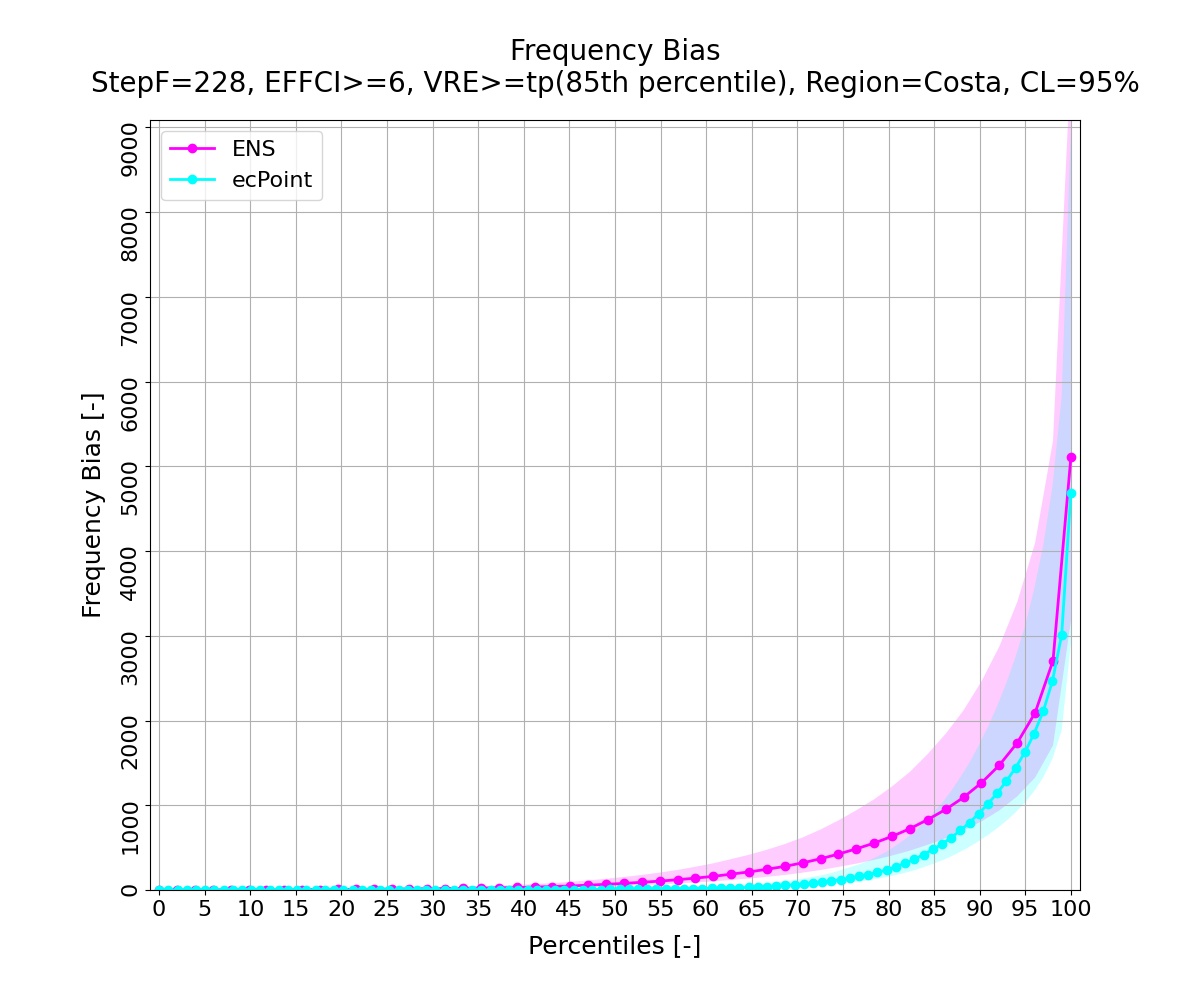 Frequency Bias
StepF=228, EFFCI>=6, VRE>=tp(85th percentile), Region=Costa, CL=95%
ENS
ecPoint
Frequency Bias [-]
9000
8000
7000
6000
5000
4000
3000
2000
1000
0
0 5 10 15 20 25 30 35 40 45 50 55 60 65 70 75 80 85 90 95 100
Percentiles [-]